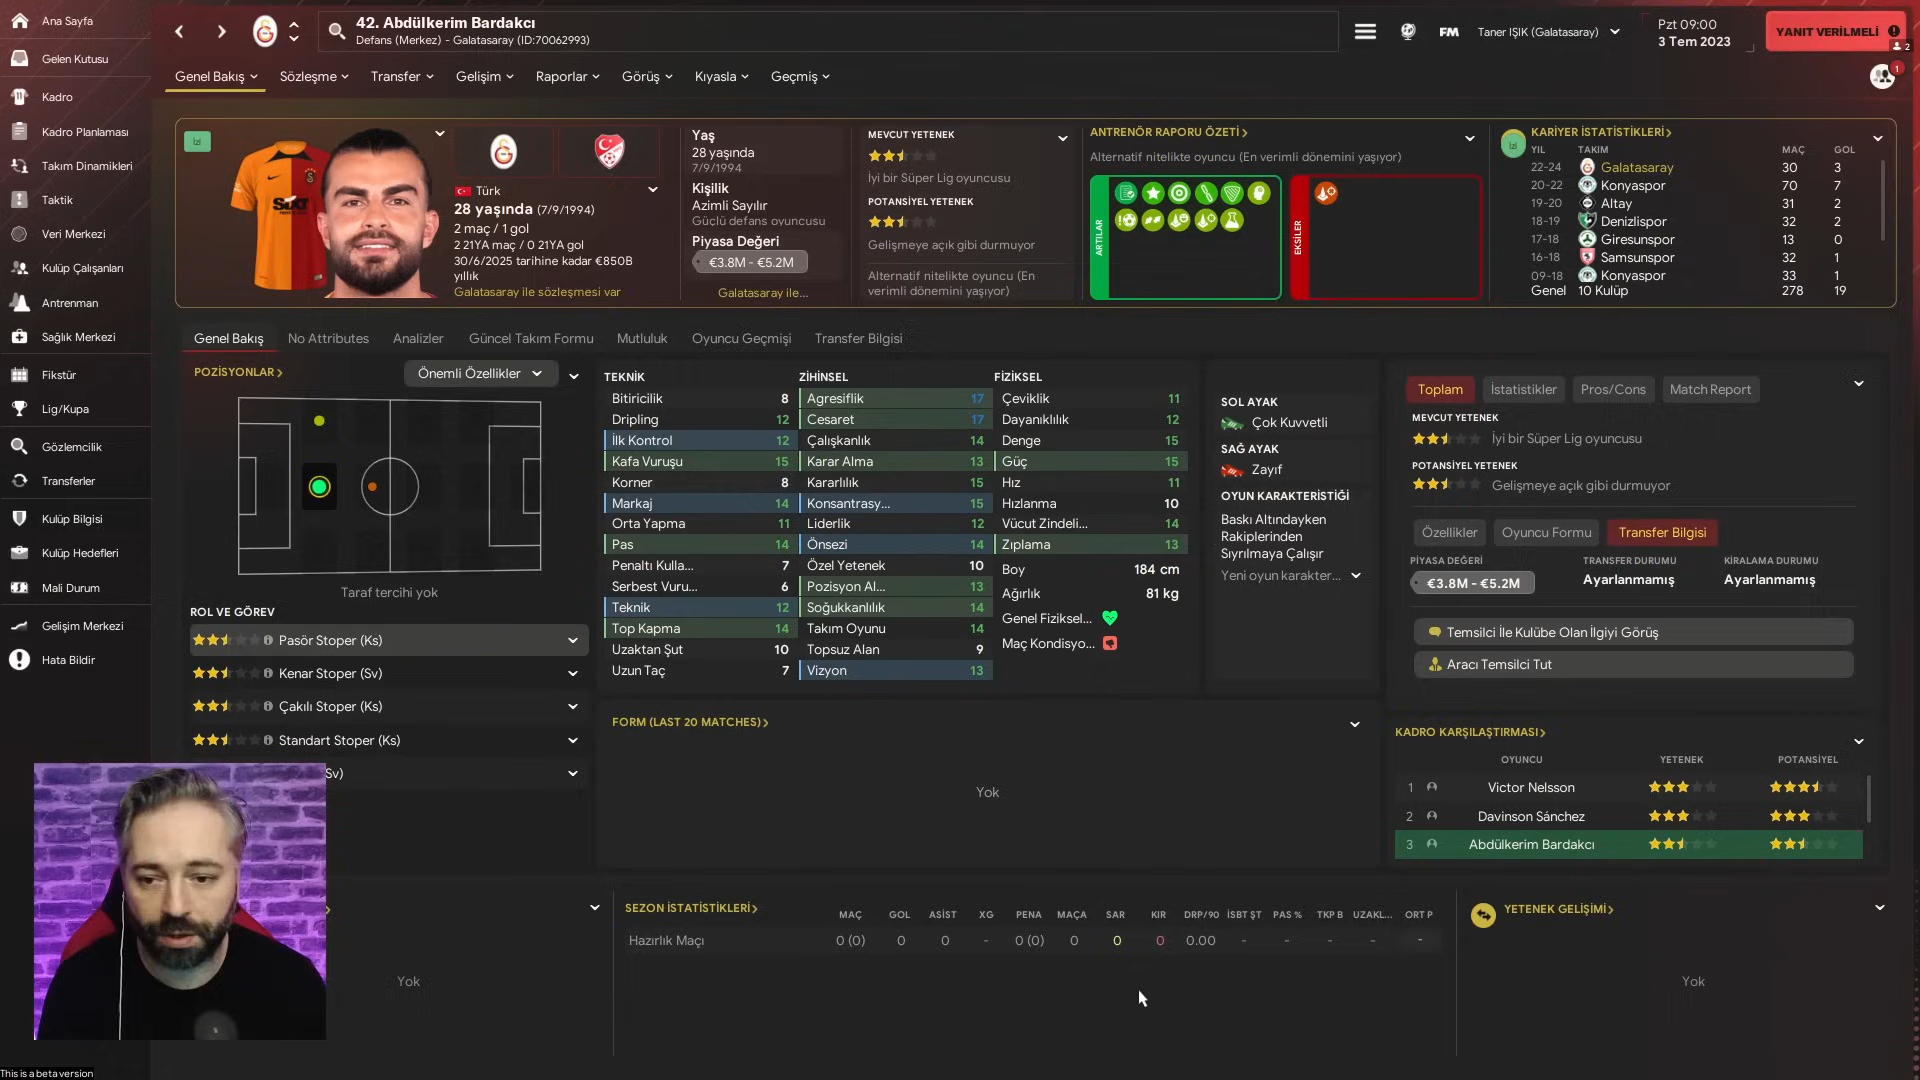 Ana Sayfa
Gelen Kutusu
Kadro
Kadro Planlaması
Takım Dinamikleri
Taktik
Veri Merkezi
Kulüp Çalışanları
Antrenman
Sağlık Merkezi
Fikstür
Lig/Kupa
Gözlemcilik
Transferler
Kulüp Bilgisi
Kulüp Hedefleri
Mali Durum
Gelişim Merkezi
Hata Bildir
This is a beta version
42. Abdülkerim Bardakcı
Defans (Merkez) - Galatasaray (ID:70062993)
FM
Taner IŞIK (Galatasaray)
Pzt 09:00
3 Tem 2023
YANIT VERİLMELİ
2
1
Genel Bakış Sözleşme Transfer Gelişim Raporlar Görüş Kıyasla Geçmiş
İzi
SIXT
Türk
28 yaşında (7/9/1994)
2 maç / 1 gol
2 21YA maç / 0 21YA gol
30/6/2025 tarihine kadar €850B
yıllık
Galatasaray ile sözleşmesi var
Yaş
28 yaşında
7/9/1994
Kişilik
Azimli Sayılır
Güçlü defans oyuncusu
Piyasa Değeri
€3.8M - €5.2M
Galatasaray ile...
MEVCUT YETENEK
İyi bir Süper Lig oyuncusu
POTANSİYEL YETENEK
Gelişmeye açık gibi durmuyor
Alternatif nitelikte oyuncu (En
verimli dönemini yaşıyor)
ANTRENÖR RAPORU ÖZETİ
Alternatif nitelikte oyuncu (En verimli dönemini yaşıyor)
ARTILAR
EKSİLER
İzi
KARİYER İSTATİSTİKLERİ
YIL TAKIM MAÇ GOL
22-24 Galatasaray 30 3
20-22 Konyaspor 70 7
19-20 Altay 31 2
18-19 Denizlispor 32 2
17-18 Giresunspor 13 0
16-18 Samsunspor 32 1
09-18 Konyaspor 33 1
Genel 10 Kulüp 278 19
Genel Bakış No Attributes Analizler Güncel Takım Formu Mutluluk Oyuncu Geçmişi Transfer Bilgisi
POZİSYONLAR
Önemli Özellikler
Taraf tercihi yok
ROL VE GÖREV
Pasör Stoper (Ks)
Kenar Stoper (Sv)
Çakılı Stoper (Ks)
Standart Stoper (Ks)
Sv)
Yok
TEKNİK
Bitiricilik 8
Dripling 12
İlk Kontrol 12
Kafa Vuruşu 15
Korner 8
Markaj 14
Orta Yapma 11
Pas 14
Penaltı Kulla... 7
Serbest Vuru... 6
Teknik 12
Top Kapma 14
Uzaktan Şut 10
Uzun Taç 7
ZİHİNSEL
Agresiflik 17
Cesaret 17
Çalışkanlık 14
Karar Alma 13
Kararlılık 15
Konsantrasy... 15
Liderlik 12
Önsezi 14
Özel Yetenek 10
Pozisyon Al... 13
Soğukkanlılık 14
Takım Oyunu 14
Topsuz Alan 9
Vizyon 13
FİZİKSEL
Çeviklik 11
Dayanıklılık 12
Denge 15
Güç 15
Hız 11
Hızlanma 10
Vücut Zindeli... 14
Zıplama 13
Boy 184 cm
Ağırlık 81 kg
Genel Fiziksel...
Maç Kondisyo...
SOL AYAK
Çok Kuvvetli
SAĞ AYAK
Zayıf
OYUN KARAKTERİSTİĞİ
Baskı Altındayken
Rakiplerinden
Sıyrılmaya Çalışır
Yeni oyun karakter...
Toplam İstatistikler Pros/Cons Match Report
MEVCUT YETENEK
İyi bir Süper Lig oyuncusu
POTANSİYEL YETENEK
Gelişmeye açık gibi durmuyor
Özellikler Oyuncu Formu Transfer Bilgisi
PİYASA DEĞERİ TRANSFER DURUMU KİRALAMA DURUMU
€3.8M - €5.2M Ayarlanmamış Ayarlanmamış
Temsilci İle Kulübe Olan İlgiyi Görüş
Aracı Temsilci Tut
FORM (LAST 20 MATCHES)
Yok
KADRO KARŞILAŞTIRMASI
OYUNCU YETENEK POTANSİYEL
1 Victor Nelsson
2 Davinson Sánchez
3 Abdülkerim Bardakcı
SEZON İSTATİSTİKLERİ
MAÇ GOL ASİST XG PENA MAÇA SAR KIR DRP/90 İSBT ŞT PAS % TKP B UZAKL... ORT P
Hazırlık Maçı 0 (0) 0 0 - 0 (0) 0 0 0 0.00 - - - - -
YETENEK GELİŞİMİ
Yok